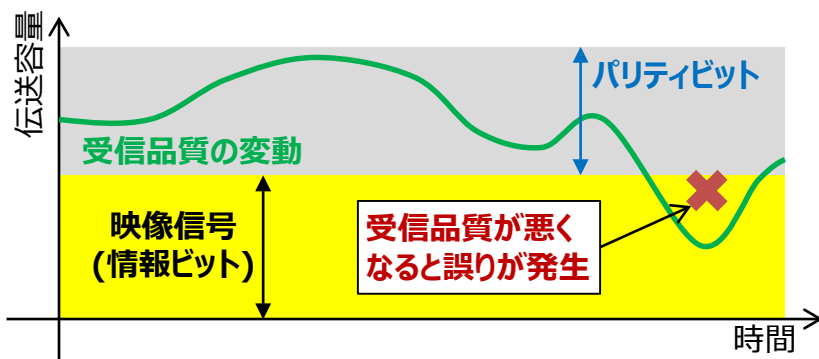 伝送容量
パリティビット
受信品質の変動
映像信号
(情報ビット)
受信品質が悪く
なると誤りが発生
時間